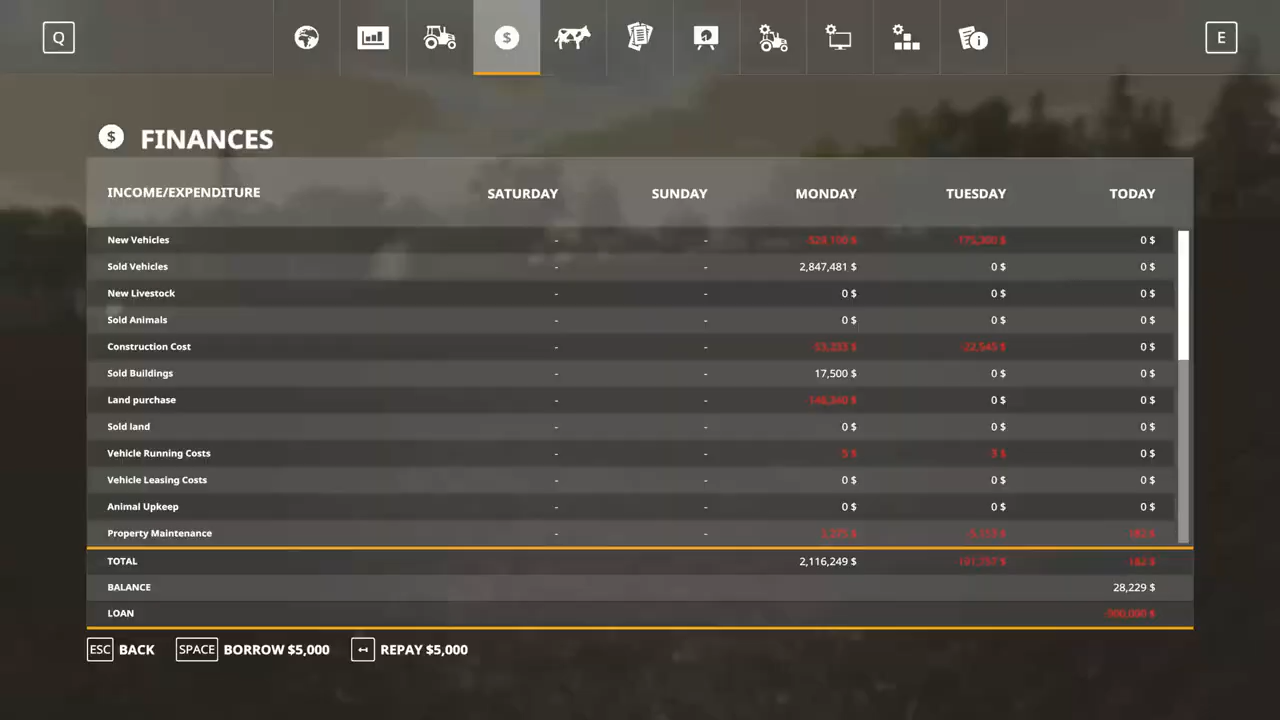 Q
$
E
$ FINANCES
INCOME/EXPENDITURE SATURDAY SUNDAY MONDAY TUESDAY TODAY
New Vehicles - - 0 $
Sold Vehicles - - 2,847,481 $ 0 $ 0 $
New Livestock - - 0 $ 0 $ 0 $
Sold Animals - - 0 $ 0 $ 0 $
Construction Cost - - 0 $
Sold Buildings - - 17,500 $ 0 $ 0 $
Land purchase - - 0 $ 0 $
Sold land - - 0 $ 0 $ 0 $
Vehicle Running Costs - - 0 $
Vehicle Leasing Costs - - 0 $ 0 $ 0 $
Animal Upkeep - - 0 $ 0 $ 0 $
Property Maintenance - -
TOTAL 2,116,249 $
BALANCE 28,229 $
LOAN
ESC BACK SPACE BORROW $5,000 REPAY $5,000